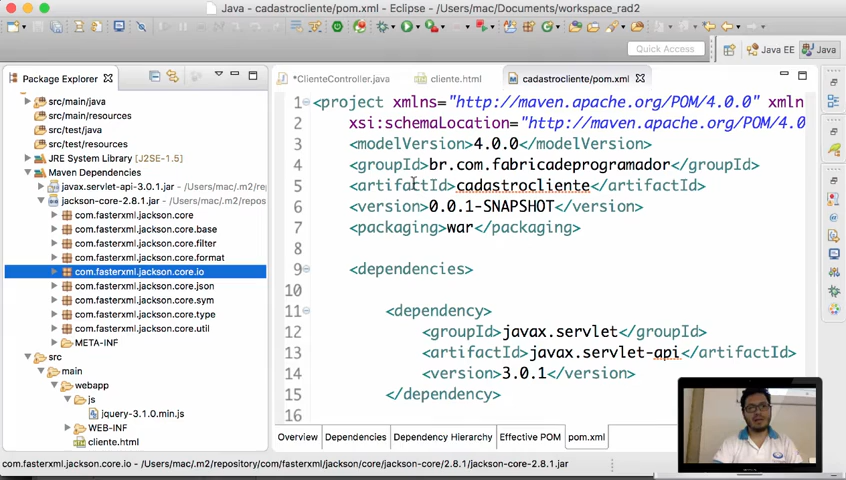 Java - cadastrocliente/pom.xml - Eclipse - /Users/mac/Documents/workspace_rad2
Quick Access
Java EE
Java
Package Explorer
*ClienteController.java
cliente.html
cadastrocliente/pom.xml
src/main/java
src/main/resources
src/test/java
src/test/resources
JRE System Library [J2SE-1.5]
Maven Dependencies
javax.servlet-api-3.0.1.jar - /Users/mac/.m2/re
jackson-core-2.8.1.jar - /Users/mac/.m2/repos
com.fasterxml.jackson.core
com.fasterxml.jackson.core.base
com.fasterxml.jackson.core.filter
com.fasterxml.jackson.core.format
com.fasterxml.jackson.core.io
com.fasterxml.jackson.core.json
com.fasterxml.jackson.core.sym
com.fasterxml.jackson.core.type
com.fasterxml.jackson.core.util
META-INF
src
main
webapp
js
jquery-3.1.0.min.js
WEB-INF
cliente.html
1 <project xmlns="http://maven.apache.org/POM/4.0.0" xmln
2 xsi:schemaLocation="http://maven.apache.org/POM/4.0
3 <modelVersion>4.0.0</modelVersion>
4 <groupId>br.com.fabricadeprogramador</groupId>
5 <artifactId>cadastrocliente</artifactId>
6 <version>0.0.1-SNAPSHOT</version>
7 <packaging>war</packaging>
8
9 <dependencies>
10
11 <dependency>
12 <groupId>javax.servlet</groupId>
13 <artifactId>javax.servlet-api</artifactId>
14 <version>3.0.1</version>
15 </dependency>
16
Overview
Dependencies
Dependency Hierarchy
Effective POM
pom.xml
com.fasterxml.jackson.core.io - /Users/mac/.m2/repository/com/fasterxml/jackson/core/jackson-core/2.8.1/jackson-core-2.8.1.jar